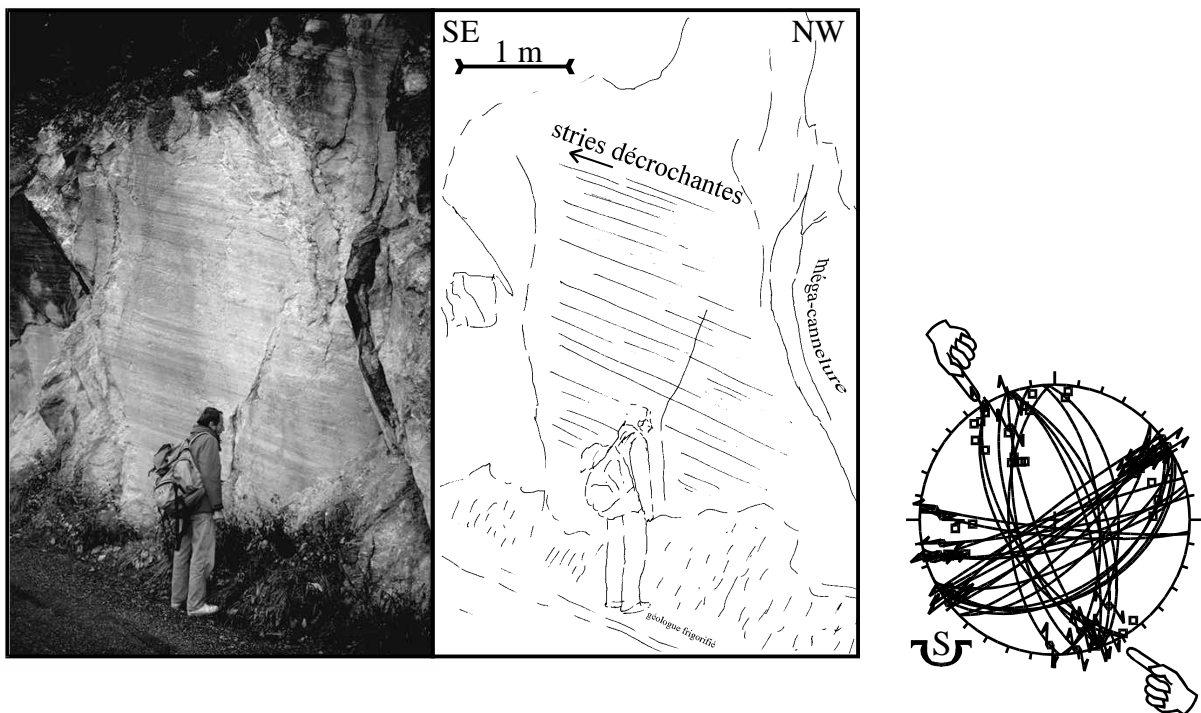 SE
NW
1 m
stries décrochantes
méga-cannelure
géologue frigorifié
S